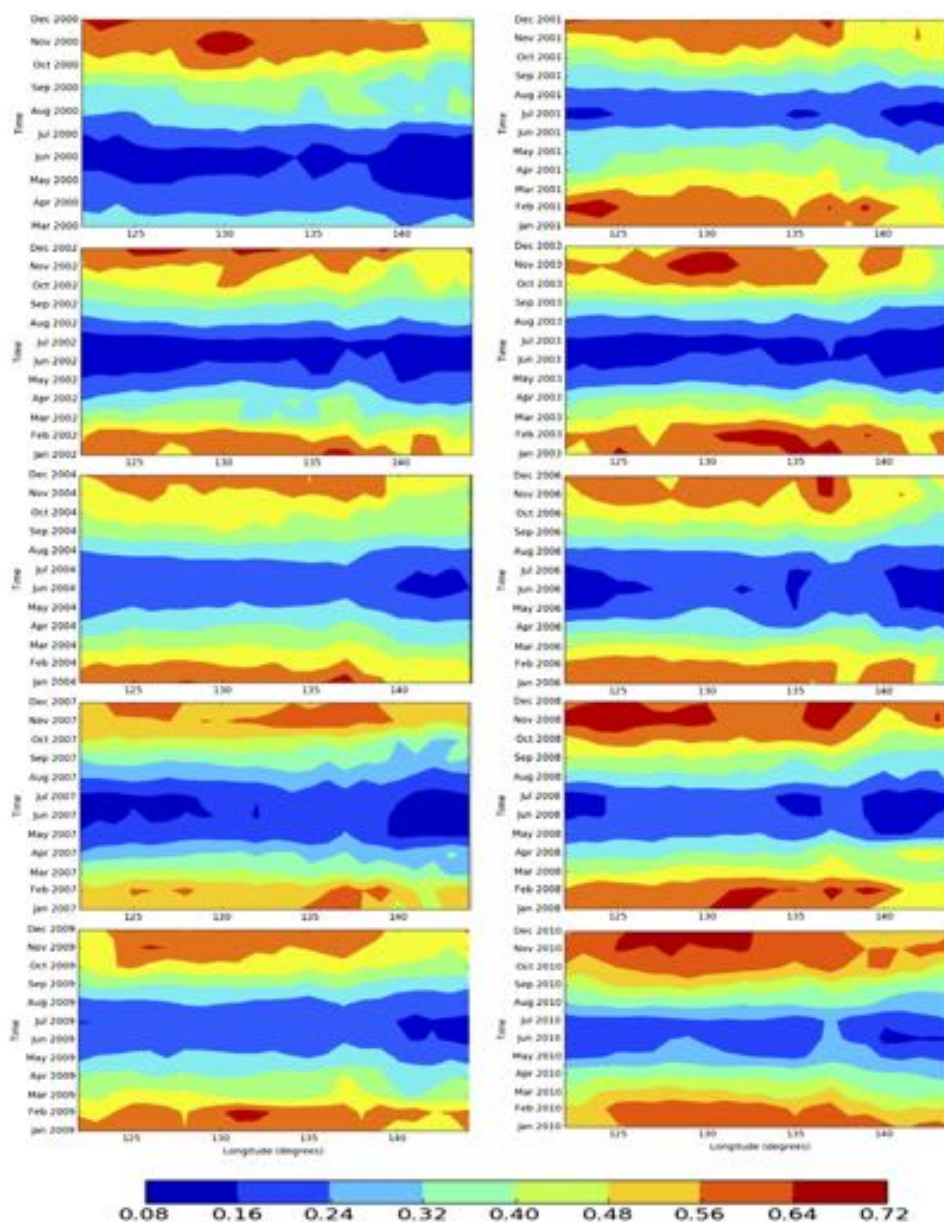 Time
Dec 2000
Nov 2000
Oct 2000
Sep 2000
Aug 2000
Jul 2000
Jun 2000
May 2000
Apr 2000
Mar 2000
125 130 135 140
Time
Dec 2001
Nov 2001
Oct 2001
Sep 2001
Aug 2001
Jul 2001
Jun 2001
May 2001
Apr 2001
Mar 2001
Feb 2001
Jan 2001
125 130 135 140
Time
Dec 2002
Nov 2002
Oct 2002
Sep 2002
Aug 2002
Jul 2002
Jun 2002
May 2002
Apr 2002
Mar 2002
Feb 2002
Jan 2002
125 130 135 140
Time
Dec 2003
Nov 2003
Oct 2003
Sep 2003
Aug 2003
Jul 2003
Jun 2003
May 2003
Apr 2003
Mar 2003
Feb 2003
Jan 2003
125 130 135 140
Time
Dec 2004
Nov 2004
Oct 2004
Sep 2004
Aug 2004
Jul 2004
Jun 2004
May 2004
Apr 2004
Mar 2004
Feb 2004
Jan 2004
125 130 135 140
Time
Dec 2006
Nov 2006
Oct 2006
Sep 2006
Aug 2006
Jul 2006
Jun 2006
May 2006
Apr 2006
Mar 2006
Feb 2006
Jan 2006
125 130 135 140
Time
Dec 2007
Nov 2007
Oct 2007
Sep 2007
Aug 2007
Jul 2007
Jun 2007
May 2007
Apr 2007
Mar 2007
Feb 2007
Jan 2007
125 130 135 140
Time
Dec 2008
Nov 2008
Oct 2008
Sep 2008
Aug 2008
Jul 2008
Jun 2008
May 2008
Apr 2008
Mar 2008
Feb 2008
Jan 2008
125 130 135 140
Time
Dec 2009
Nov 2009
Oct 2009
Sep 2009
Aug 2009
Jul 2009
Jun 2009
May 2009
Apr 2009
Mar 2009
Feb 2009
Jan 2009
125 130 135 140
Longitude (degrees)
Time
Dec 2010
Nov 2010
Oct 2010
Sep 2010
Aug 2010
Jul 2010
Jun 2010
May 2010
Apr 2010
Mar 2010
Feb 2010
Jan 2010
125 130 135 140
Longitude (degrees)
0.08 0.16 0.24 0.32 0.40 0.48 0.56 0.64 0.72